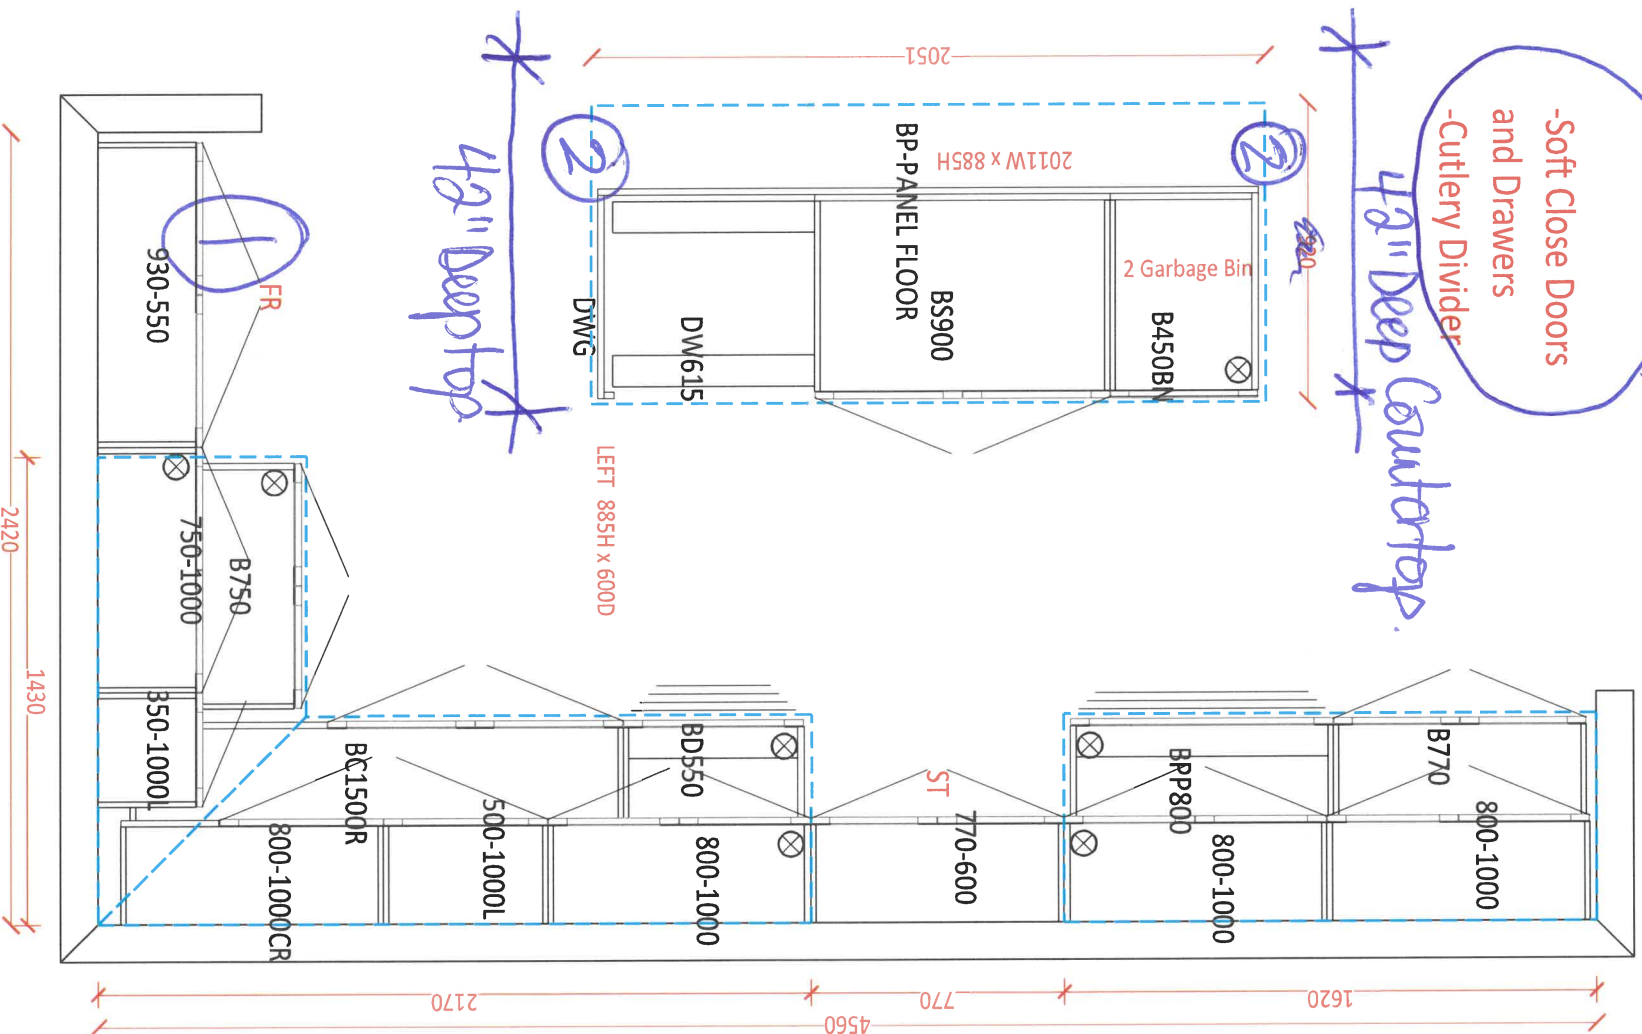 -Soft Close Doors
and Drawers
-Cutlery Divider
42" Deep Countertop.
2051
2
2
2011W x 885H
BP-PANEL FLOOR
2 Garbage Bin
BS900
B450BN
DW615
DWG
42" Deep top
LEFT 885H x 600D
1
930-550
FR
750-1000
B750
350-1000L
BC1500R
BD550
800-1000CR
500-1000L
800-1000
ST
770-600
BPP800
B770
800-1000
800-1000
2420
1430
2170
770
1620
4560